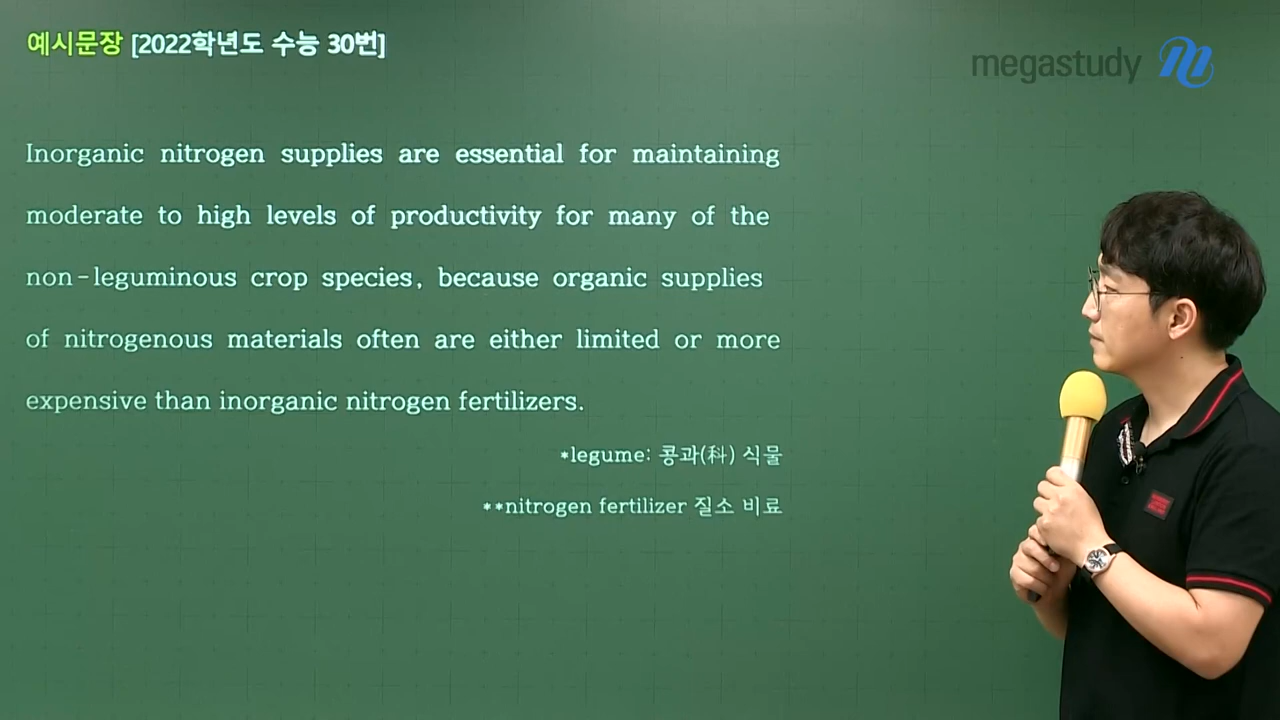 예시문장 [2022학년도 수능 30번]
megastudy
Inorganic nitrogen supplies are essential for maintaining
moderate to high levels of productivity for many of the
non-leguminous crop species, because organic supplies
of nitrogenous materials often are either limited or more
expensive than inorganic nitrogen fertilizers.
*legume: 콩과(科) 식물
**nitrogen fertilizer 질소 비료